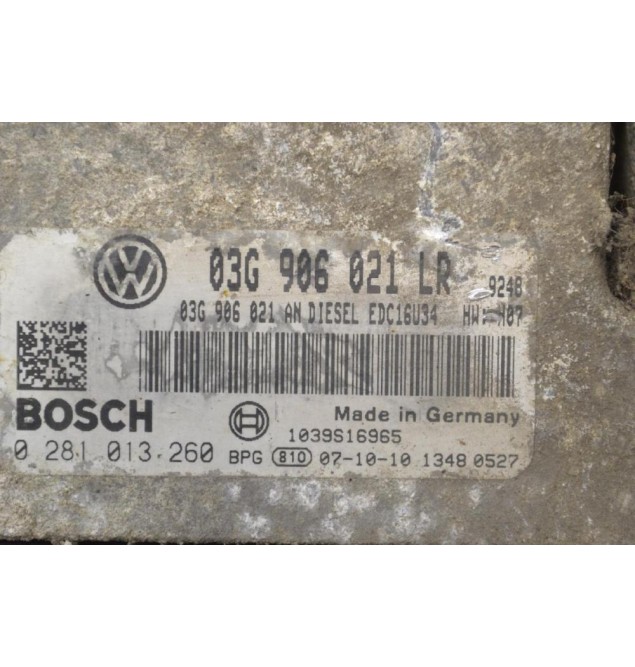 03G 906 021 LR 9248
03G 906 021 AN DIESEL EDC16U34 HW: H07
BOSCH
Made in Germany
1039S16965
0 281 013 260 BPG 810 07-10-10 1348 0527